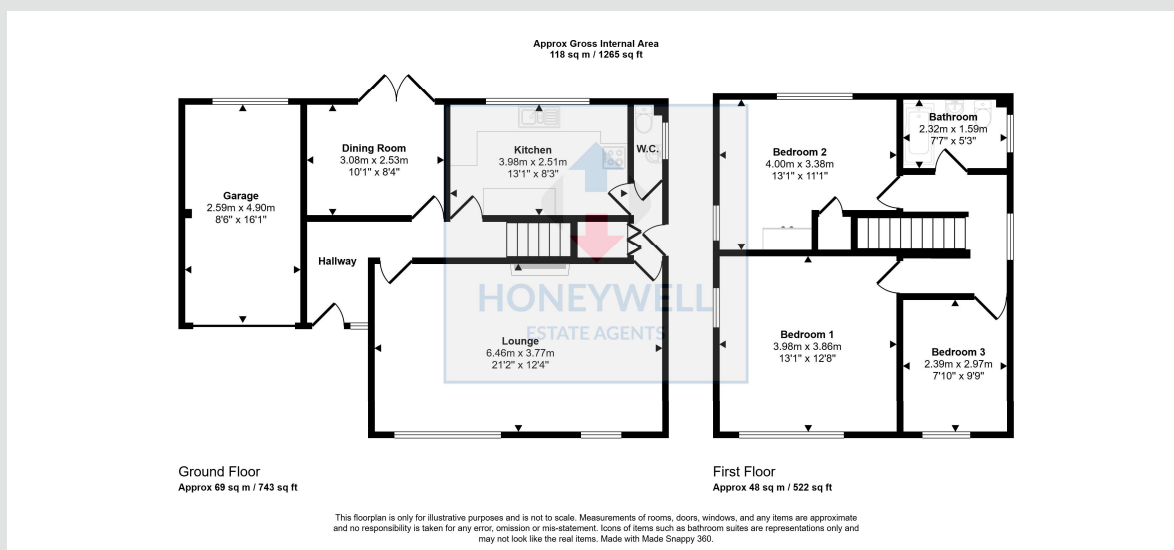 Approx Gross Internal Area
118 sq m / 1265 sq ft
Dining Room
3.08m x 2.53m
10'1" x 8'4"
Kitchen
3.98m x 2.51m
13'1" x 8'3"
W.C.
Garage
2.59m x 4.90m
8'6" x 16'1"
Hallway
HONEYWELL
ESTATE AGENTS
Lounge
6.46m x 3.77m
21'2" x 12'4"
Bathroom
2.32m x 1.59m
7'7" x 5'3"
Bedroom 2
4.00m x 3.38m
13'1" x 11'1"
Bedroom 1
3.98m x 3.86m
13'1" x 12'8"
Bedroom 3
2.39m x 2.97m
7'10" x 9'9"
Ground Floor
Approx 69 sq m / 743 sq ft
First Floor
Approx 48 sq m / 522 sq ft
This floorplan is only for illustrative purposes and is not to scale. Measurements of rooms, doors, windows, and any items are approximate
and no responsibility is taken for any error, omission or mis-statement. Icons of items such as bathroom suites are representations only and
may not look like the real items. Made with Made Snappy 360.